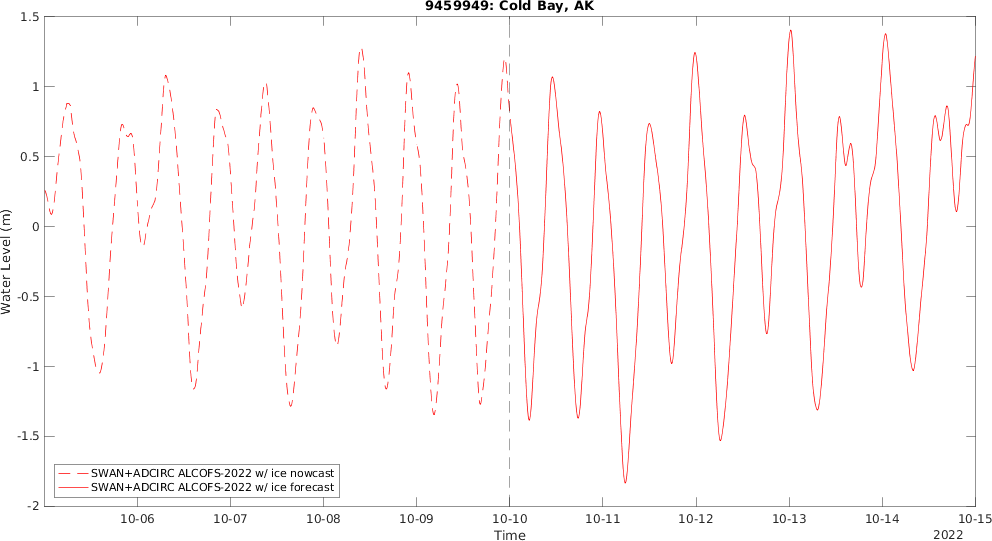 9459949: Cold Bay, AK
1.5
1
0.5
0
-0.5
-1
-1.5
-2
Water Level (m)
SWAN+ADCIRC ALCOFS-2022 w/ ice nowcast
SWAN+ADCIRC ALCOFS-2022 w/ ice forecast
10-06 10-07 10-08 10-09 10-10 10-11 10-12 10-13 10-14 10-15
Time
2022